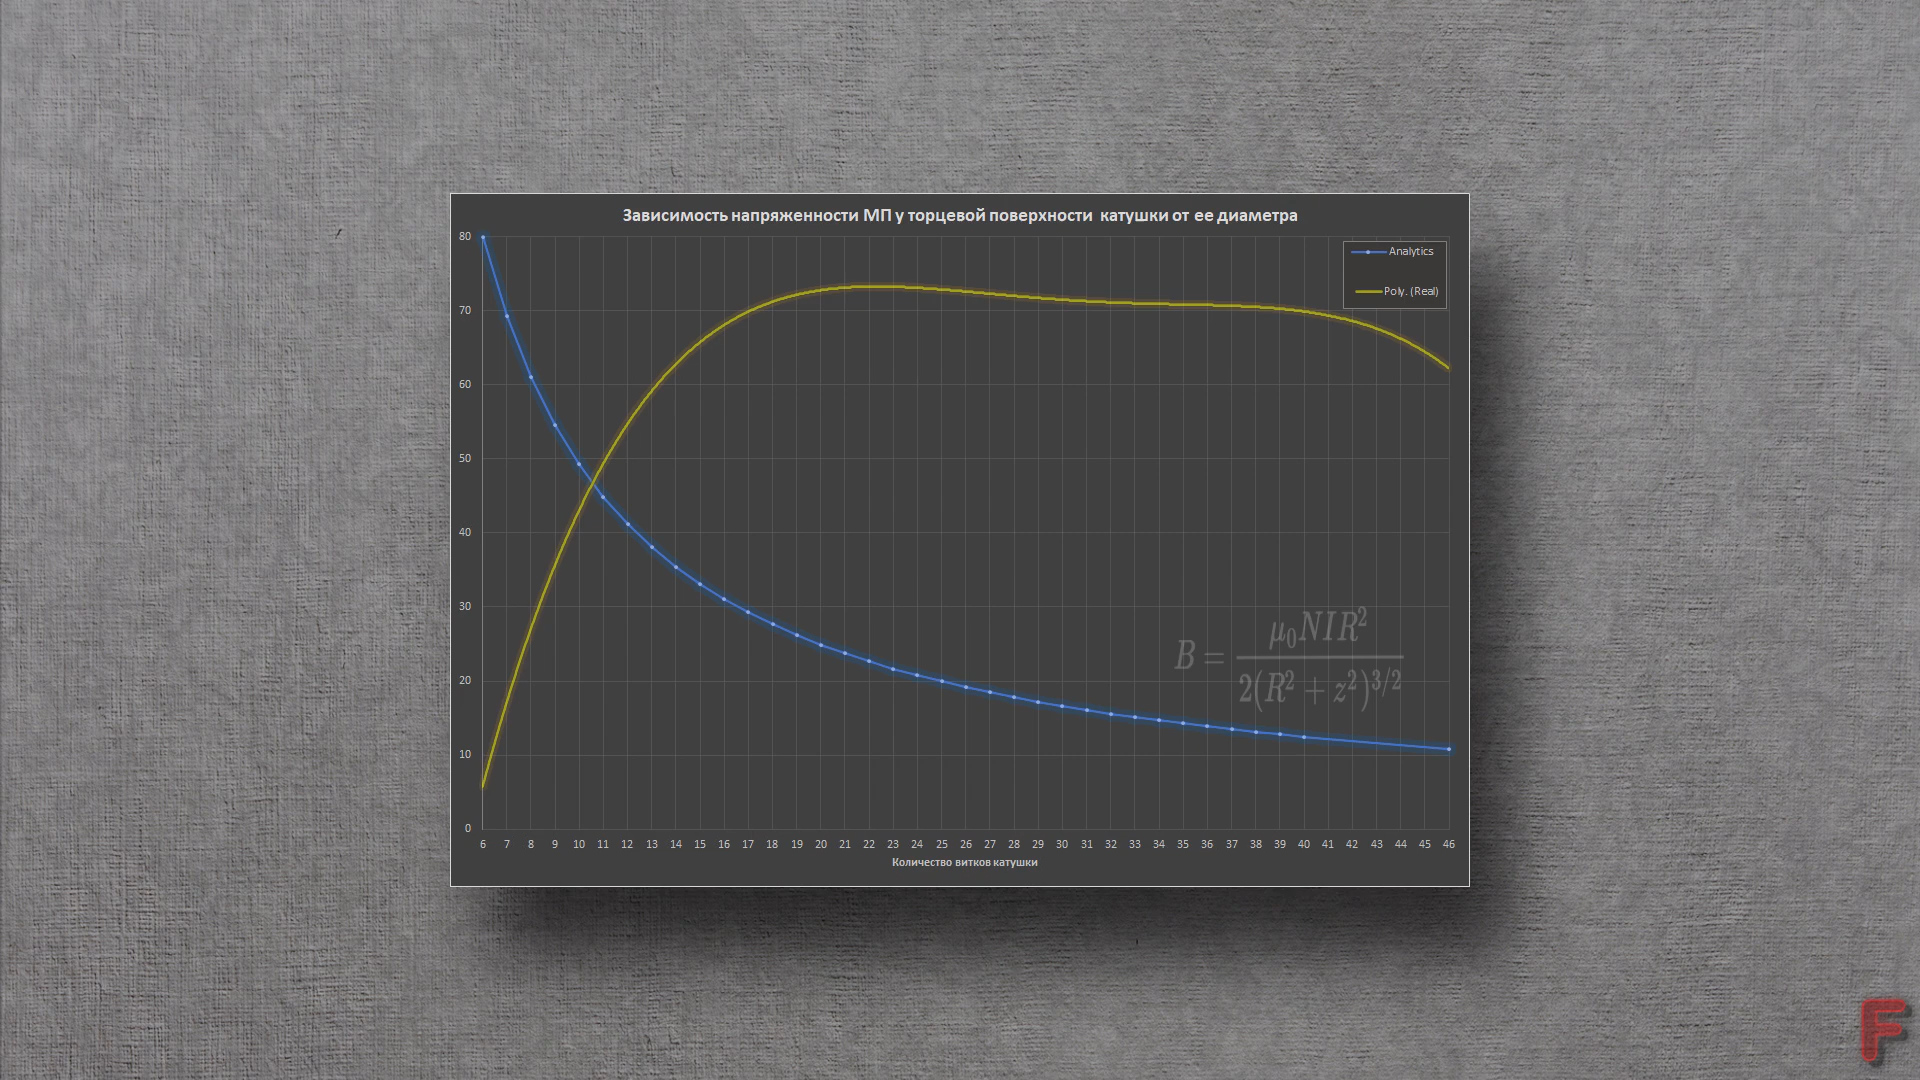 Зависимость напряженности МП у торцевой поверхности катушки от ее диаметра
80
70
60
50
40
30
20
10
0
Analytics
Poly. (Real)
B = μ₀NIR² / 2(R² + z²)^3/2
6 7 8 9 10 11 12 13 14 15 16 17 18 19 20 21 22 23 24 25 26 27 28 29 30 31 32 33 34 35 36 37 38 39 40 41 42 43 44 45 46
Количество витков катушки
F